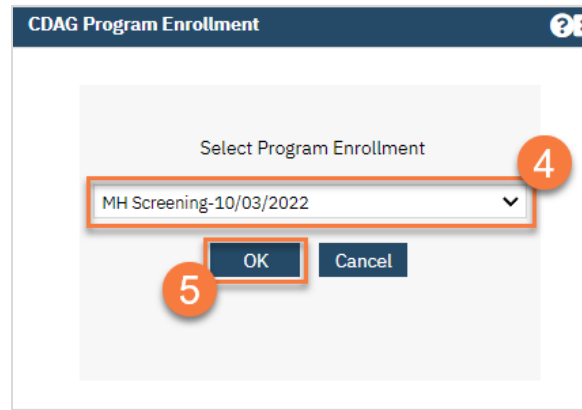 CDAG Program Enrollment ?
Select Program Enrollment
4
MH Screening-10/03/2022
OK Cancel
5